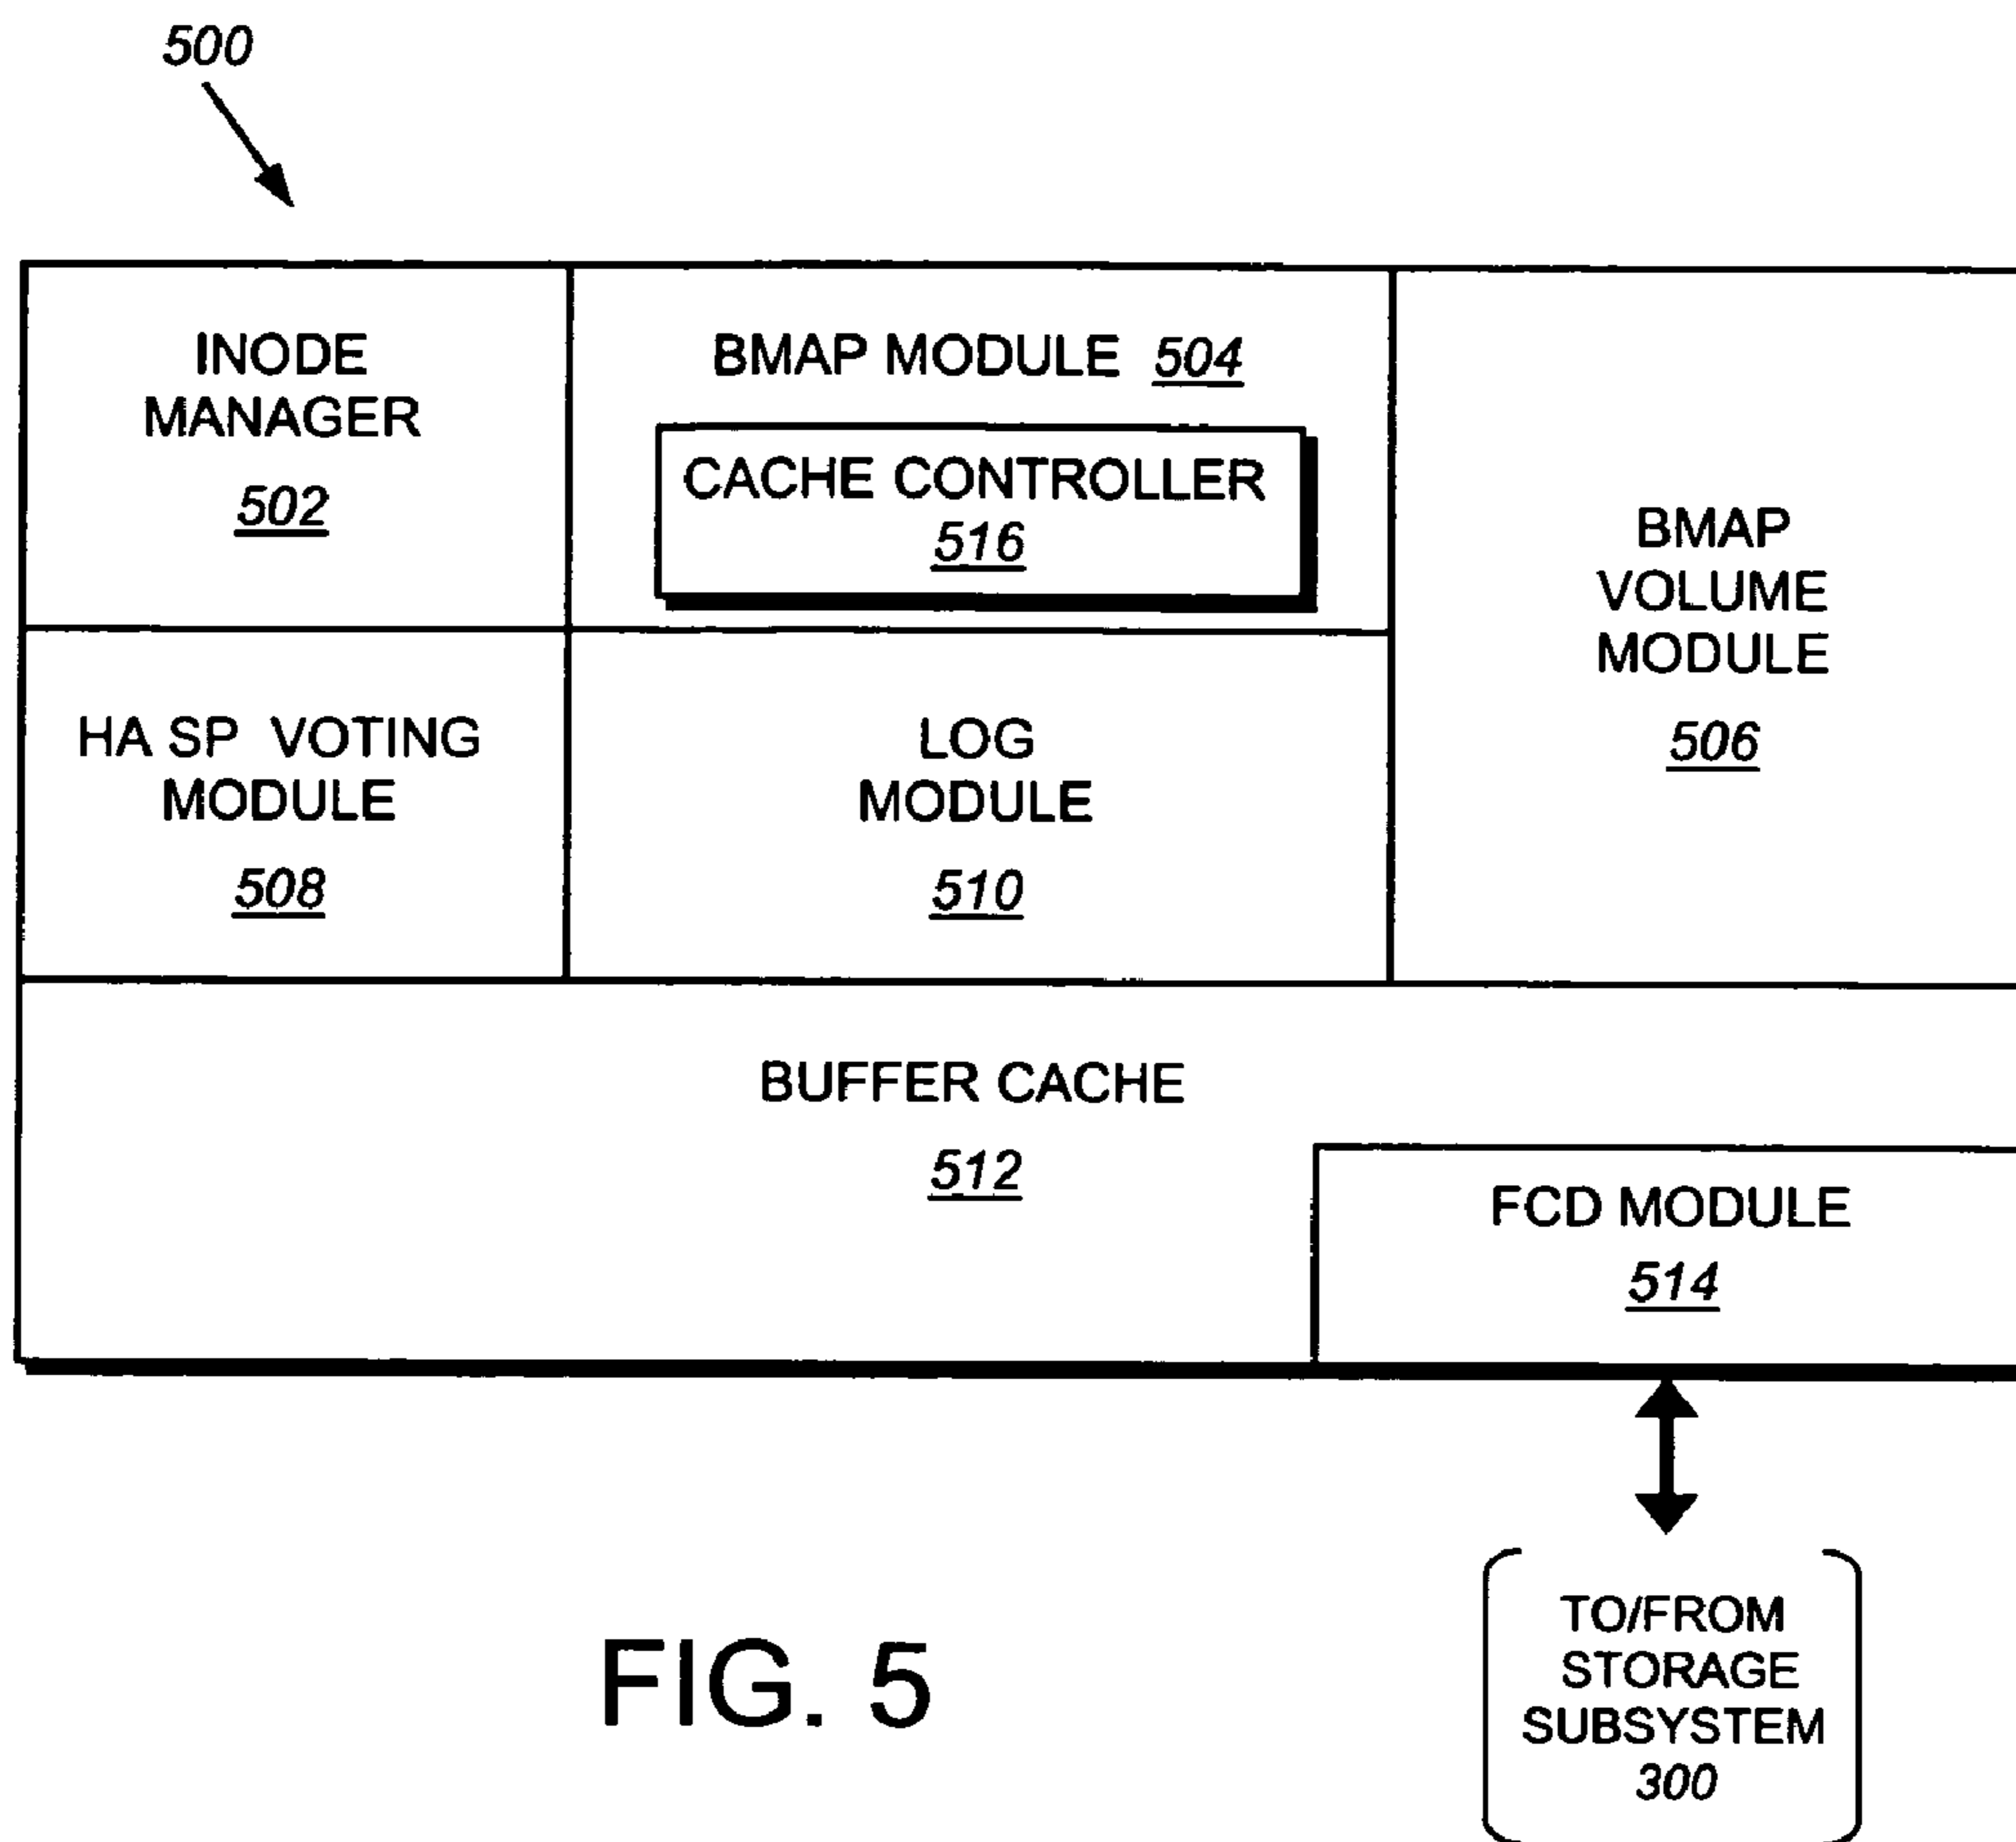 500
INODE
MANAGER
502
BMAP MODULE 504
CACHE CONTROLLER
516
BMAP
VOLUME
MODULE
506
HA SP VOTING
MODULE
508
LOG
MODULE
510
BUFFER CACHE
512
FCD MODULE
514
TO/FROM
STORAGE
SUBSYSTEM
300
FIG. 5